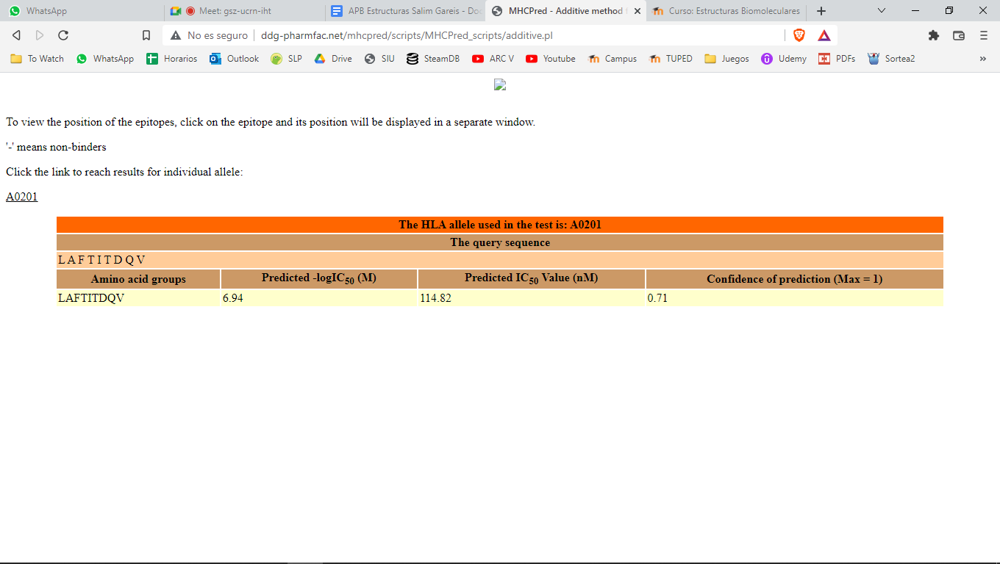 WhatsApp
Meet: gsz-ucrn-iht
APB Estructuras Salim Gareis - Do
MHCPred - Additive method
Curso: Estructuras Biomoleculares
No es seguro
ddg-pharmfac.net/mhcpred/scripts/MHCPred_scripts/additive.pl
To Watch
WhatsApp
Horarios
Outlook
SLP
Drive
SIU
SteamDB
ARC V
Youtube
Campus
TUPED
Juegos
Udemy
PDFs
Sortea2
»
To view the position of the epitopes, click on the epitope and its position will be displayed in a separate window.
'-' means non-binders
Click the link to reach results for individual allele:
A0201
The HLA allele used in the test is: A0201
The query sequence
L A F T I T D Q V
Amino acid groups
Predicted -logIC50 (M)
Predicted IC50 Value (nM)
Confidence of prediction (Max = 1)
LAFTITDQV
6.94
114.82
0.71